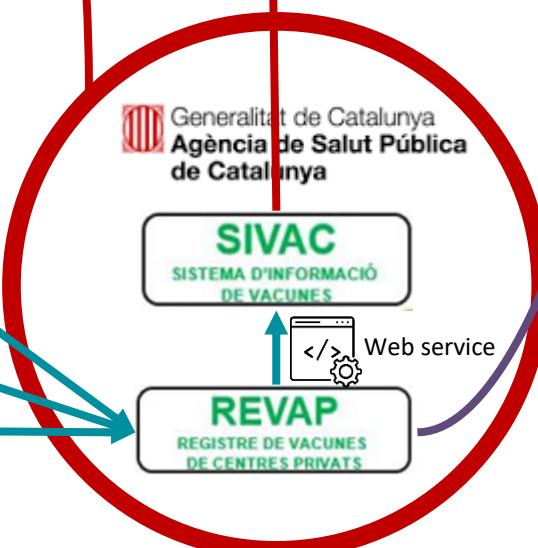 Generalitat de Catalunya
Agència de Salut Pública
de Catalunya
SIVAC
SISTEMA D'INFORMACIÓ
DE VACUNES
</> Web service
REVAP
REGISTRE DE VACUNES
DE CENTRES PRIVATS